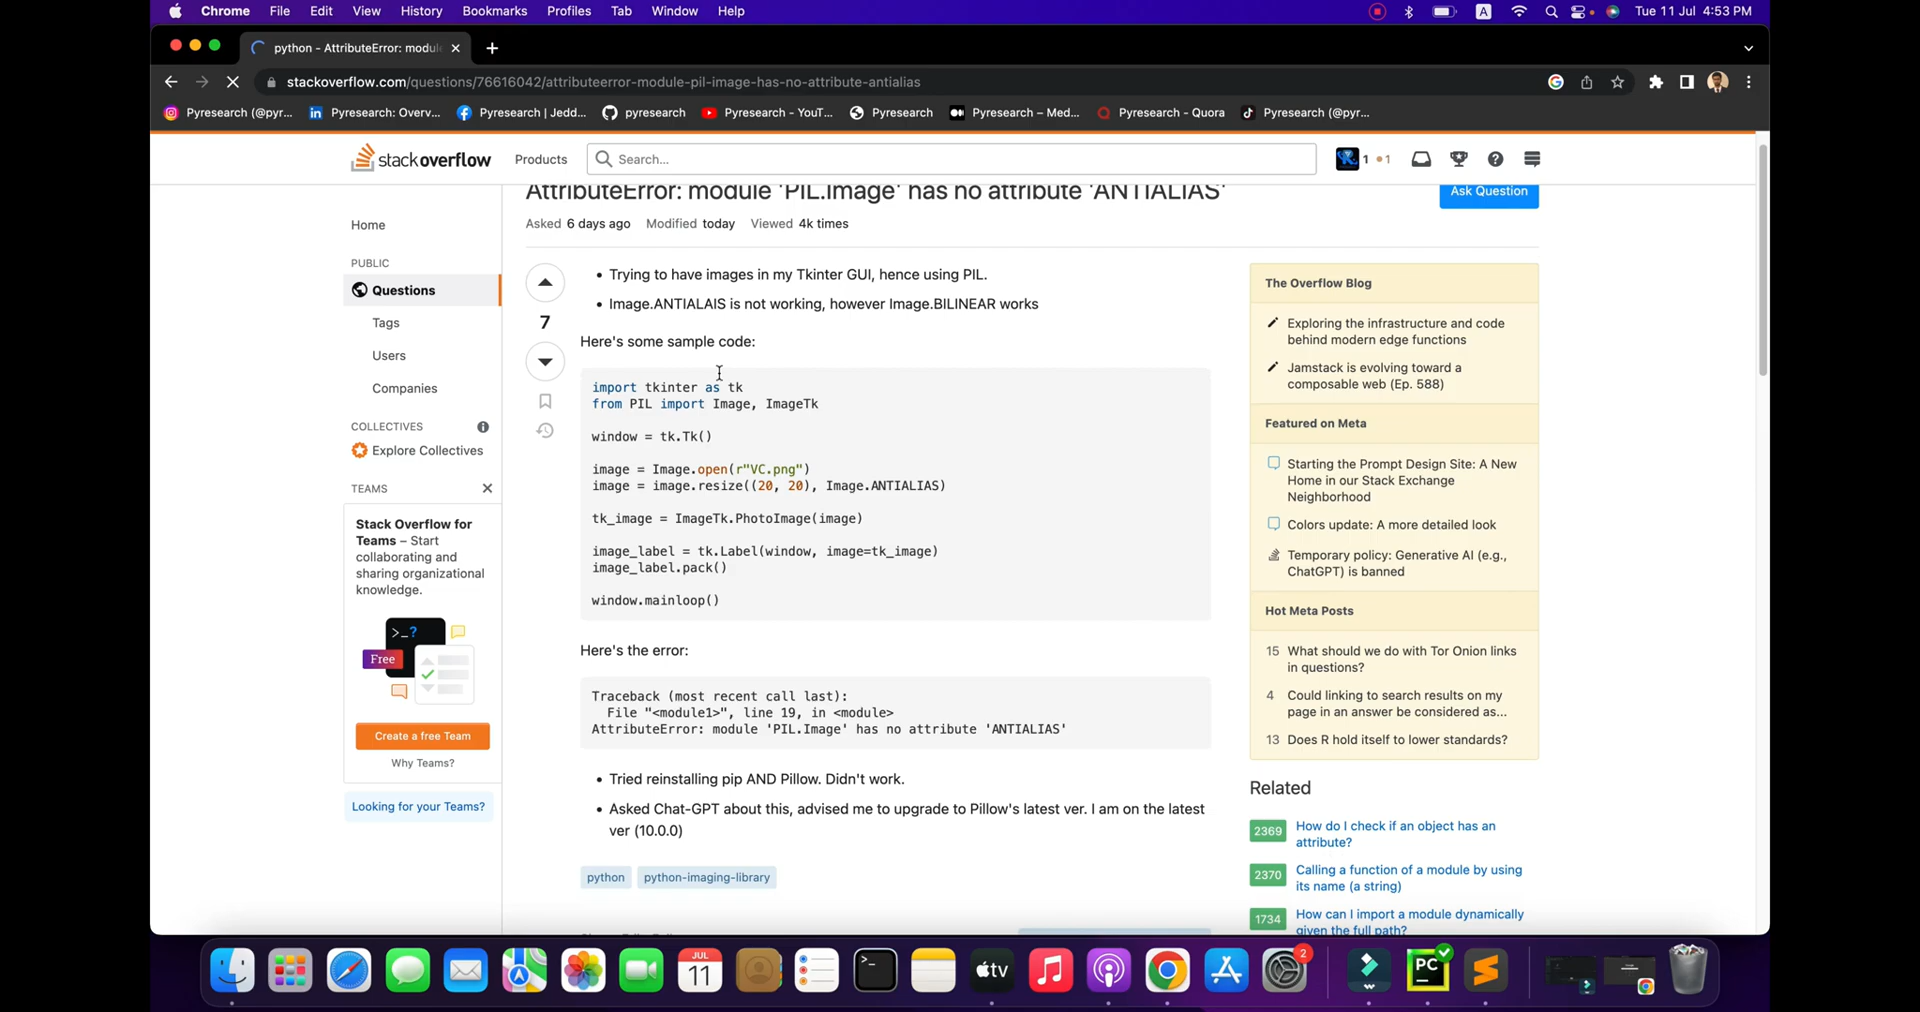 Chrome File Edit View History Bookmarks Profiles Tab Window Help
A
Tue 11 Jul 4:53 PM
python - AttributeError: modul
stackoverflow.com/questions/76616042/attributeerror-module-pil-image-has-no-attribute-antialias
Pyresearch (@pyr... Pyresearch: Overv... Pyresearch | Jedd... pyresearch Pyresearch - YouT... Pyresearch Pyresearch – Med... Pyresearch - Quora Pyresearch (@pyr...
stackoverflow Products Search... 1 1
AttributeError: module 'PIL.Image' has no attribute 'ANTIALIAS'
Ask Question
Asked 6 days ago Modified today Viewed 4k times
Home
PUBLIC
Questions
Tags
Users
Companies
COLLECTIVES
Explore Collectives
TEAMS
Stack Overflow for
Teams – Start
collaborating and
sharing organizational
knowledge.
>_?
Free
Create a free Team
Why Teams?
Looking for your Teams?
7
Trying to have images in my Tkinter GUI, hence using PIL.
Image.ANTIALAIS is not working, however Image.BILINEAR works
Here's some sample code:
import tkinter as tk
from PIL import Image, ImageTk
window = tk.Tk()
image = Image.open(r"VC.png")
image = image.resize((20, 20), Image.ANTIALIAS)
tk_image = ImageTk.PhotoImage(image)
image_label = tk.Label(window, image=tk_image)
image_label.pack()
window.mainloop()
Here's the error:
Traceback (most recent call last):
File "<module1>", line 19, in <module>
AttributeError: module 'PIL.Image' has no attribute 'ANTIALIAS'
Tried reinstalling pip AND Pillow. Didn't work.
Asked Chat-GPT about this, advised me to upgrade to Pillow's latest ver. I am on the latest
ver (10.0.0)
python python-imaging-library
The Overflow Blog
Exploring the infrastructure and code
behind modern edge functions
Jamstack is evolving toward a
composable web (Ep. 588)
Featured on Meta
Starting the Prompt Design Site: A New
Home in our Stack Exchange
Neighborhood
Colors update: A more detailed look
Temporary policy: Generative AI (e.g.,
ChatGPT) is banned
Hot Meta Posts
15 What should we do with Tor Onion links
in questions?
4 Could linking to search results on my
page in an answer be considered as...
13 Does R hold itself to lower standards?
Related
2369 How do I check if an object has an
attribute?
2370 Calling a function of a module by using
its name (a string)
1734 How can I import a module dynamically
given the full path?
JUL
11
>_
tv
2
PC